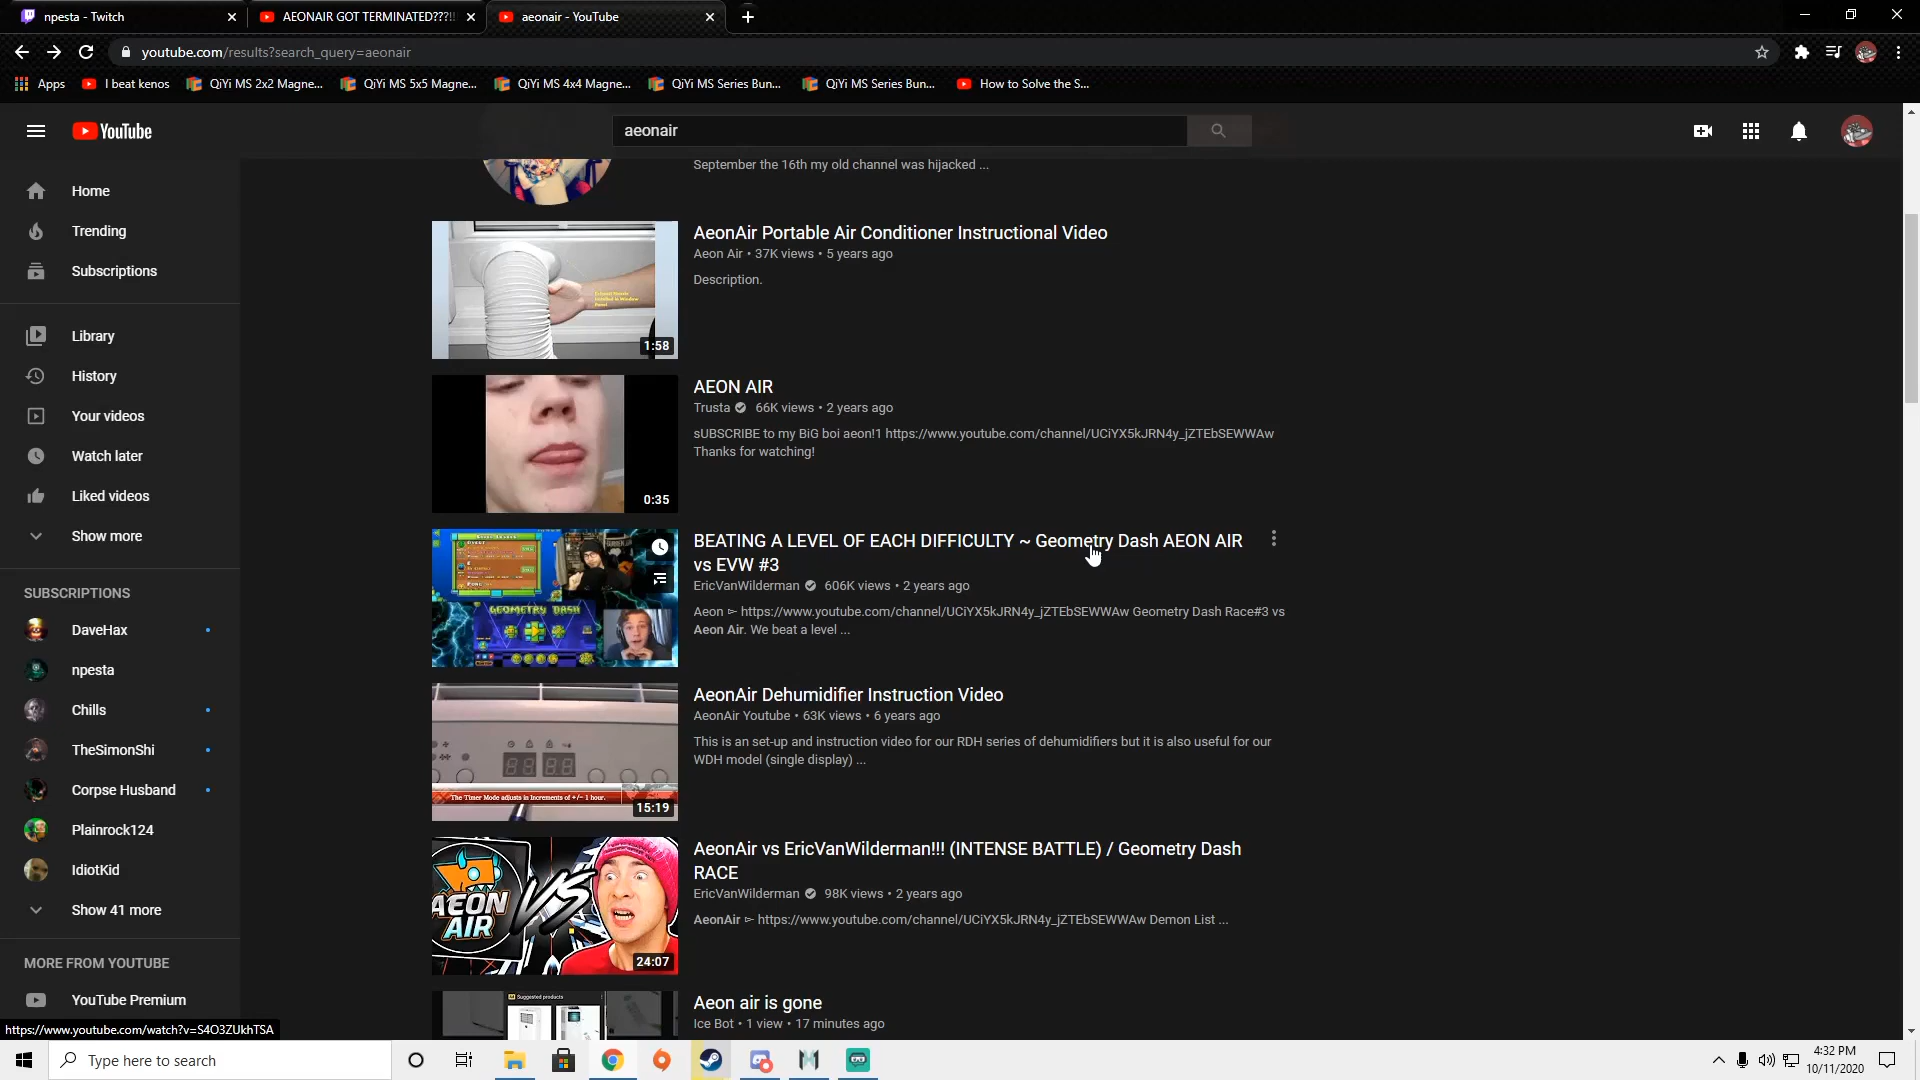 npesta - Twitch
AEONAIR GOT TERMINATED???!!
aeonair - YouTube
youtube.com/results?search_query=aeonair
Apps
I beat kenos
QiYi MS 2x2 Magne...
QiYi MS 5x5 Magne...
QiYi MS 4x4 Magne...
QiYi MS Series Bun...
QiYi MS Series Bun...
How to Solve the S...
YouTube
aeonair
Home
Trending
Subscriptions
Library
History
Your videos
Watch later
Liked videos
Show more
SUBSCRIPTIONS
DaveHax
npesta
Chills
TheSimonShi
Corpse Husband
Plainrock124
IdiotKid
Show 41 more
MORE FROM YOUTUBE
YouTube Premium
https://www.youtube.com/watch?v=S4O3ZUkhTSA
September the 16th my old channel was hijacked ...
1:58
AeonAir Portable Air Conditioner Instructional Video
Aeon Air • 37K views • 5 years ago
Description.
0:35
AEON AIR
Trusta 66K views • 2 years ago
sUBSCRIBE to my BiG boi aeon!1 https://www.youtube.com/channel/UCiYX5kJRN4y_jZTEbSEWWAw
Thanks for watching!
GEOMETRY DASH
BEATING A LEVEL OF EACH DIFFICULTY ~ Geometry Dash AEON AIR
vs EVW #3
EricVanWilderman 606K views • 2 years ago
Aeon ➳ https://www.youtube.com/channel/UCiYX5kJRN4y_jZTEbSEWWAw Geometry Dash Race#3 vs
Aeon Air. We beat a level ...
The Timer Mode adjusts in Increments of +/- 1 hour.
15:19
AeonAir Dehumidifier Instruction Video
AeonAir Youtube • 63K views • 6 years ago
This is an set-up and instruction video for our RDH series of dehumidifiers but it is also useful for our
WDH model (single display) ...
AEON
AIR
VS
24:07
AeonAir vs EricVanWilderman!!! (INTENSE BATTLE) / Geometry Dash
RACE
EricVanWilderman 98K views • 2 years ago
AeonAir ➳ https://www.youtube.com/channel/UCiYX5kJRN4y_jZTEbSEWWAw Demon List ...
Suggested products
Aeon air is gone
Ice Bot • 1 view • 17 minutes ago
Type here to search
4:32 PM
10/11/2020